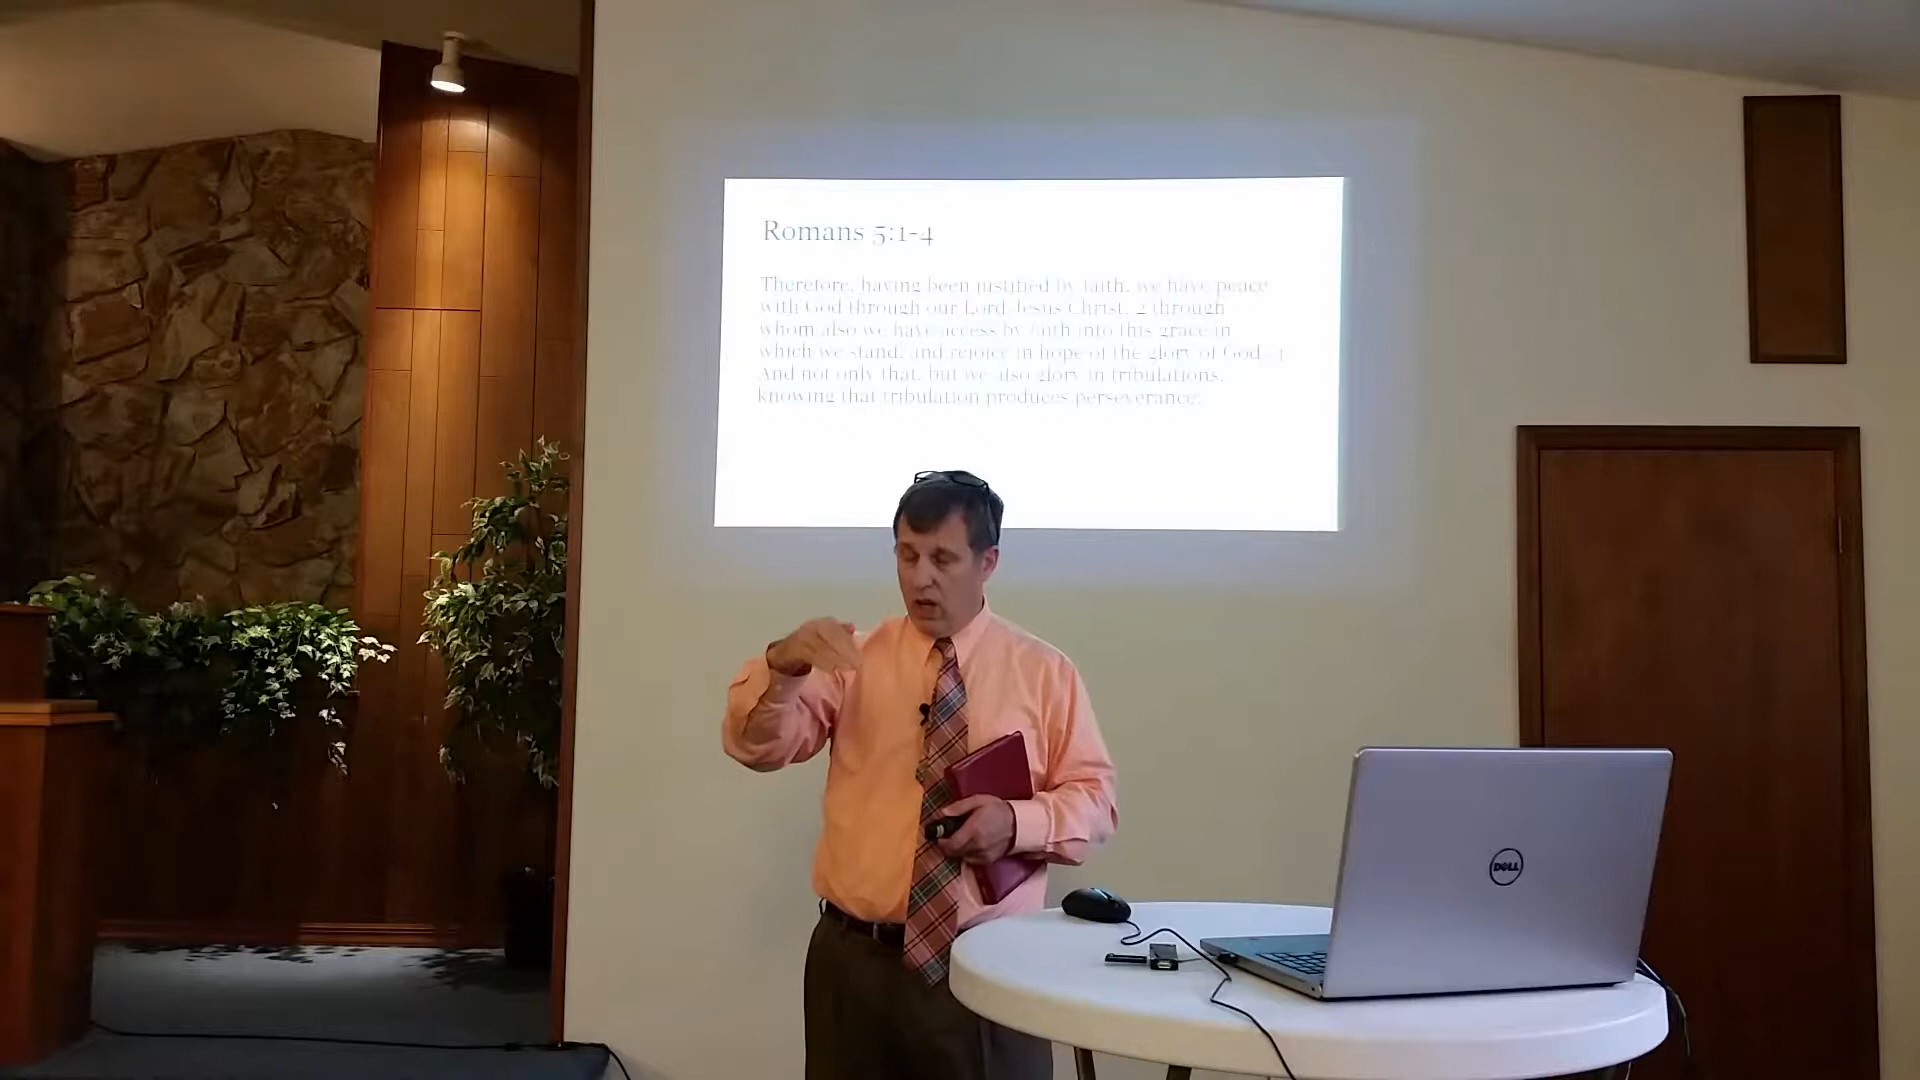 Romans 5:1-4
Therefore, having been justified by faith, we have peace
with God through our Lord Jesus Christ, 2 through
whom also we have access by faith into this grace in
which we stand, and rejoice in hope of the glory of God. 3
And not only that, but we also glory in tribulations,
knowing that tribulation produces perseverance;
DELL